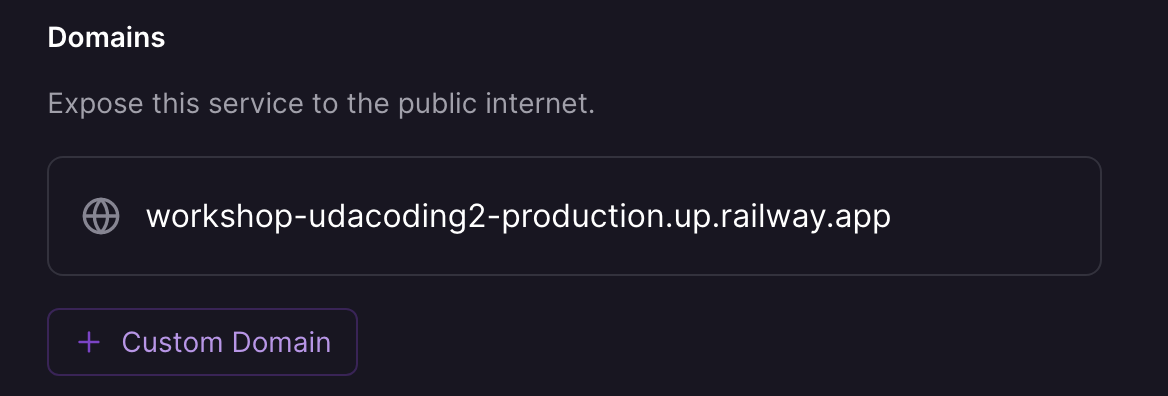 Domains
Expose this service to the public internet.
workshop-udacoding2-production.up.railway.app
+ Custom Domain